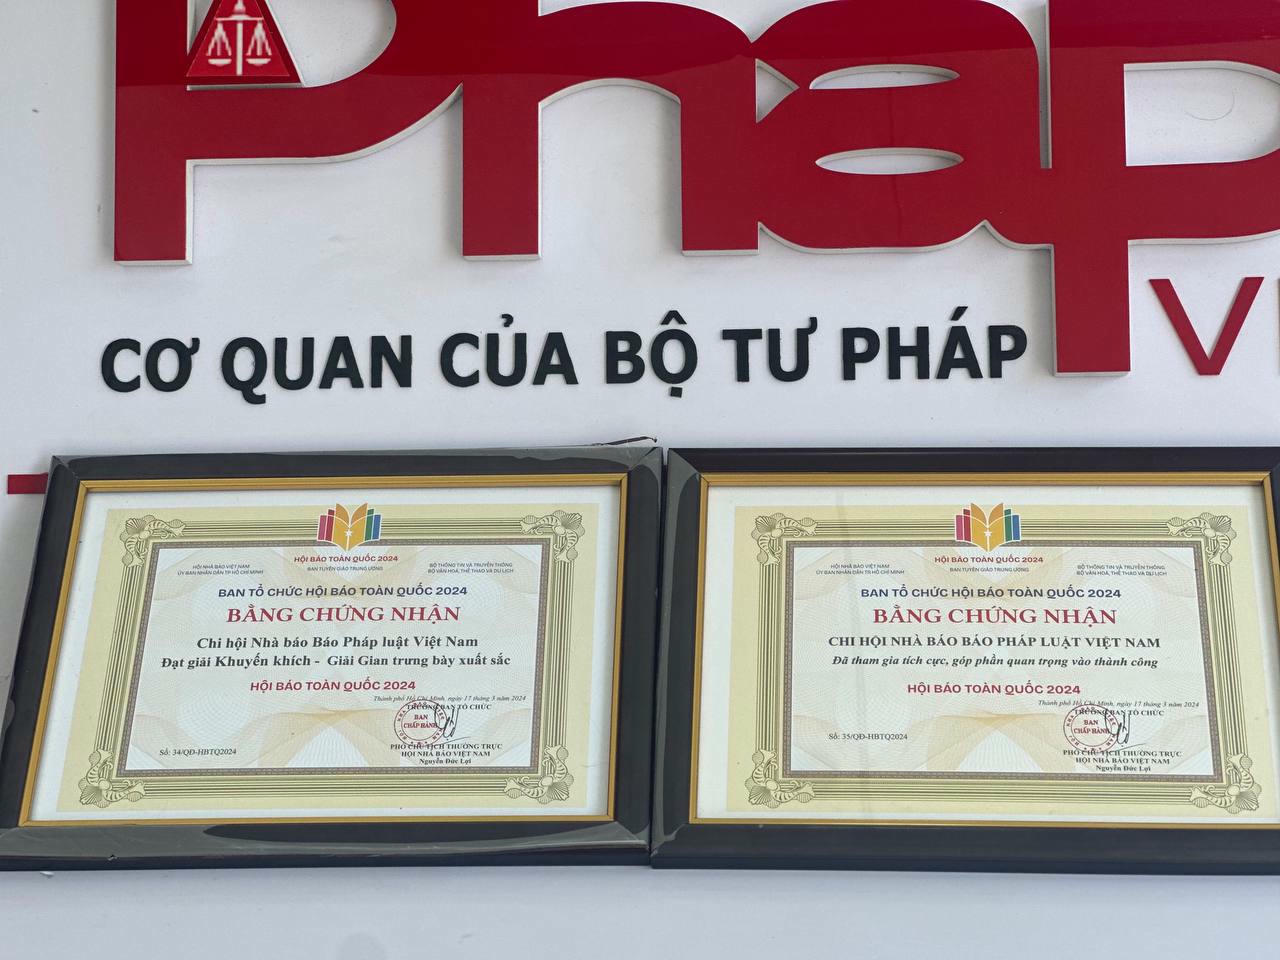 Pháp
CƠ QUAN CỦA BỘ TƯ PHÁP
HỘI BÁO TOÀN QUỐC 2024
HỘI NHÀ BÁO VIỆT NAM
ỦY BAN NHÂN DÂN TP HỒ CHÍ MINH
BAN TUYÊN GIÁO TRUNG ƯƠNG
BỘ THÔNG TIN VÀ TRUYỀN THÔNG
BỘ VĂN HOÁ, THỂ THAO VÀ DU LỊCH
BAN TỔ CHỨC HỘI BÁO TOÀN QUỐC 2024
BẰNG CHỨNG NHẬN
Chi hội Nhà báo Báo Pháp luật Việt Nam
Đạt giải Khuyến khích - Giải Gian trưng bày xuất sắc
HỘI BÁO TOÀN QUỐC 2024
Thành phố Hồ Chí Minh, ngày 17 tháng 3 năm 2024
TRƯỞNG BAN TỔ CHỨC
BAN
CHẤP HÀNH
Số: 34/QĐ-HBTQ2024
PHÓ CHỦ TỊCH THƯỜNG TRỰC
HỘI NHÀ BÁO VIỆT NAM
Nguyễn Đức Lợi
HỘI BÁO TOÀN QUỐC 2024
HỘI NHÀ BÁO VIỆT NAM
ỦY BAN NHÂN DÂN TP HỒ CHÍ MINH
BAN TUYÊN GIÁO TRUNG ƯƠNG
BỘ THÔNG TIN VÀ TRUYỀN THÔNG
BỘ VĂN HOÁ, THỂ THAO VÀ DU LỊCH
BAN TỔ CHỨC HỘI BÁO TOÀN QUỐC 2024
BẰNG CHỨNG NHẬN
CHI HỘI NHÀ BÁO BÁO PHÁP LUẬT VIỆT NAM
Đã tham gia tích cực, góp phần quan trọng vào thành công
HỘI BÁO TOÀN QUỐC 2024
Thành phố Hồ Chí Minh, ngày 17 tháng 3 năm 2024
TRƯỞNG BAN TỔ CHỨC
BAN
CHẤP HÀNH
Số: 35/QĐ-HBTQ2024
PHÓ CHỦ TỊCH THƯỜNG TRỰC
HỘI NHÀ BÁO VIỆT NAM
Nguyễn Đức Lợi